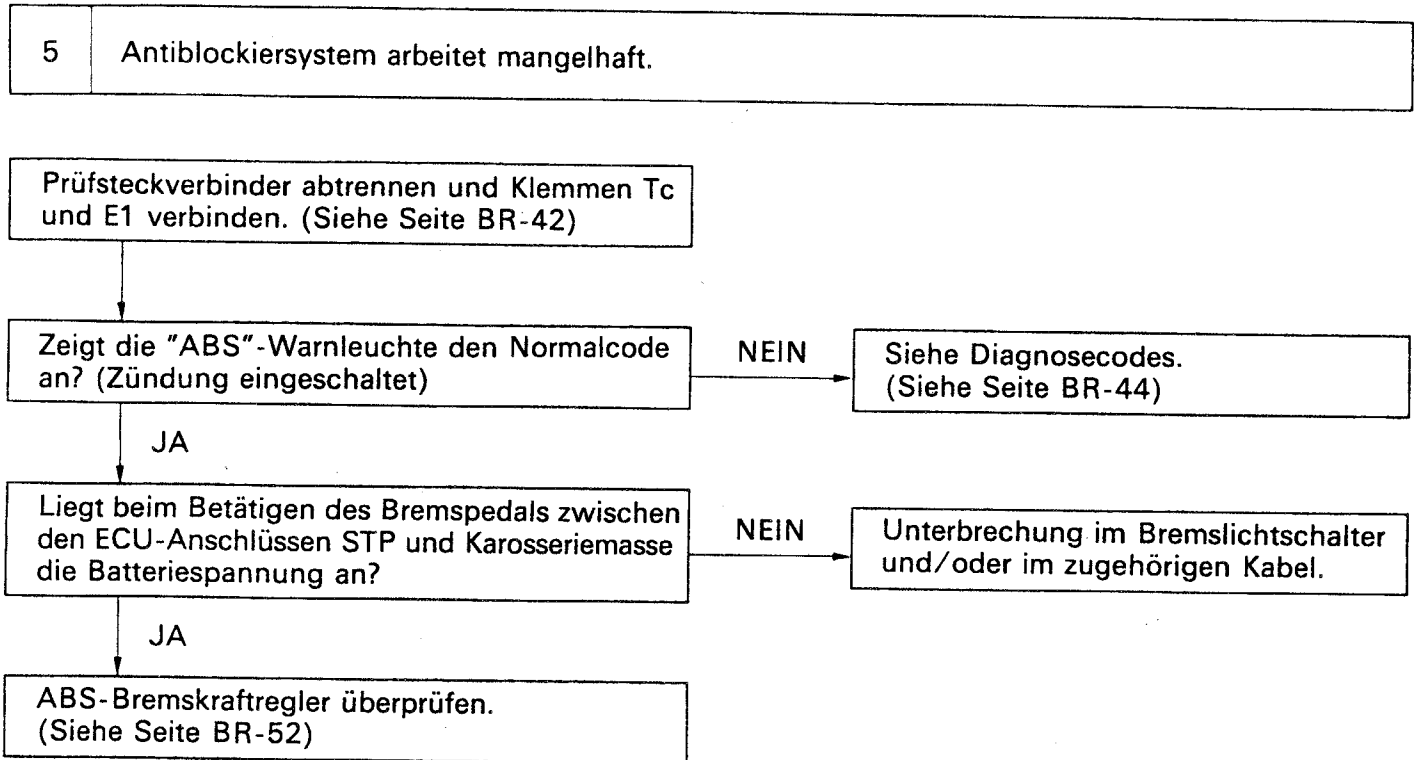 5 Antiblockiersystem arbeitet mangelhaft.
Prüfsteckverbinder abtrennen und Klemmen Tc
und E1 verbinden. (Siehe Seite BR-42)
Zeigt die "ABS"-Warnleuchte den Normalcode
an? (Zündung eingeschaltet)
NEIN
Siehe Diagnosecodes.
(Siehe Seite BR-44)
JA
Liegt beim Betätigen des Bremspedals zwischen
den ECU-Anschlüssen STP und Karosseriemasse
die Batteriespannung an?
NEIN
Unterbrechung im Bremslichtschalter
und/oder im zugehörigen Kabel.
JA
ABS-Bremskraftregler überprüfen.
(Siehe Seite BR-52)